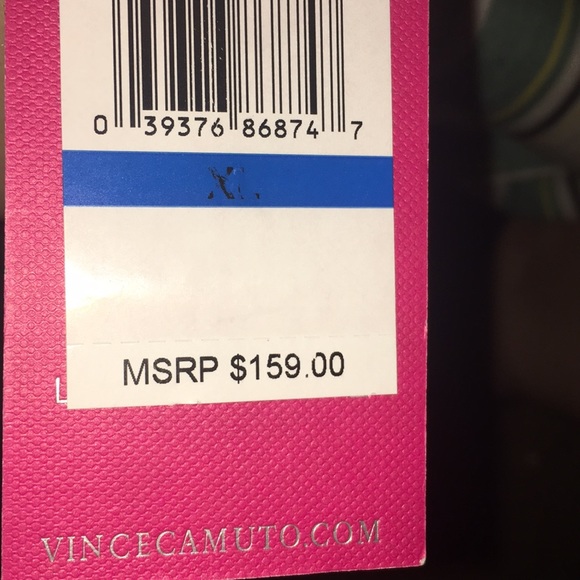 0 39376 86874 7
XL
MSRP $159.00
VINCECAMUTO.COM